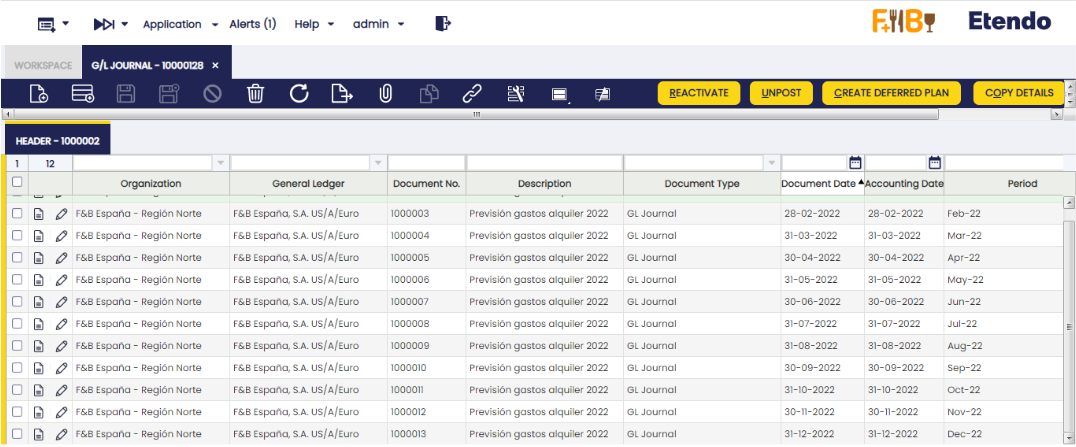 Application Alerts (1) Help admin F&B Etendo
WORKSPACE G/L JOURNAL - 10000128 ×
REACTIVATE UNPOST CREATE DEFERRED PLAN COPY DETAILS
HEADER - 1000002
1 12
Organization General Ledger Document No. Description Document Type Document Date Accounting Date Period
F&B España - Región Norte F&B España, S.A. US/A/Euro 1000003 Previsión gastos alquiler 2022 GL Journal 28-02-2022 28-02-2022 Feb-22
F&B España - Región Norte F&B España, S.A. US/A/Euro 1000004 Previsión gastos alquiler 2022 GL Journal 31-03-2022 31-03-2022 Mar-22
F&B España - Región Norte F&B España, S.A. US/A/Euro 1000005 Previsión gastos alquiler 2022 GL Journal 30-04-2022 30-04-2022 Apr-22
F&B España - Región Norte F&B España, S.A. US/A/Euro 1000006 Previsión gastos alquiler 2022 GL Journal 31-05-2022 31-05-2022 May-22
F&B España - Región Norte F&B España, S.A. US/A/Euro 1000007 Previsión gastos alquiler 2022 GL Journal 30-06-2022 30-06-2022 Jun-22
F&B España - Región Norte F&B España, S.A. US/A/Euro 1000008 Previsión gastos alquiler 2022 GL Journal 31-07-2022 31-07-2022 Jul-22
F&B España - Región Norte F&B España, S.A. US/A/Euro 1000009 Previsión gastos alquiler 2022 GL Journal 31-08-2022 31-08-2022 Aug-22
F&B España - Región Norte F&B España, S.A. US/A/Euro 1000010 Previsión gastos alquiler 2022 GL Journal 30-09-2022 30-09-2022 Sep-22
F&B España - Región Norte F&B España, S.A. US/A/Euro 1000011 Previsión gastos alquiler 2022 GL Journal 31-10-2022 31-10-2022 Oct-22
F&B España - Región Norte F&B España, S.A. US/A/Euro 1000012 Previsión gastos alquiler 2022 GL Journal 30-11-2022 30-11-2022 Nov-22
F&B España - Región Norte F&B España, S.A. US/A/Euro 1000013 Previsión gastos alquiler 2022 GL Journal 31-12-2022 31-12-2022 Dec-22